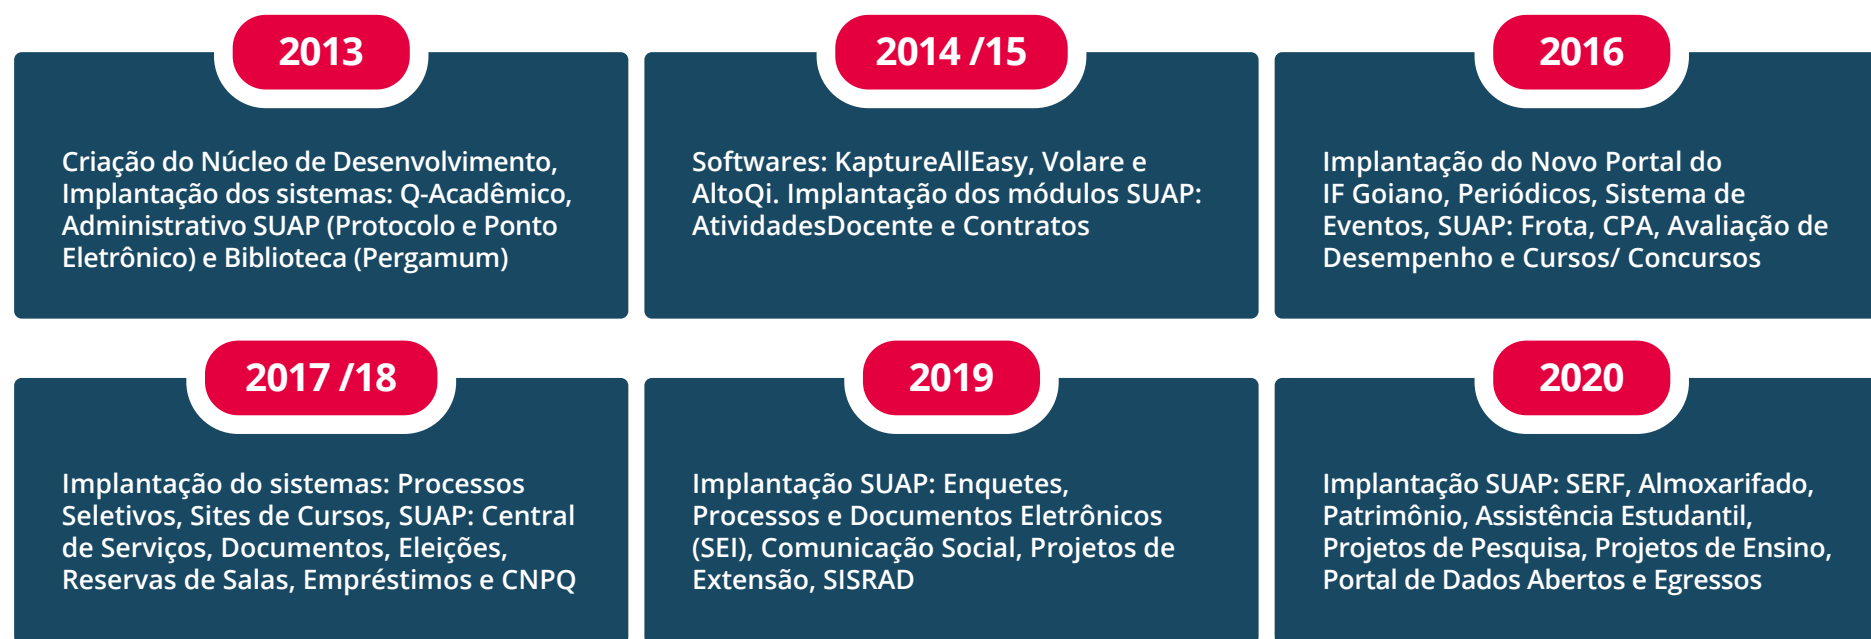 2013
Criação do Núcleo de Desenvolvimento,
Implantação dos sistemas: Q-Acadêmico,
Administrativo SUAP (Protocolo e Ponto
Eletrônico) e Biblioteca (Pergamum)
2014 /15
Softwares: KaptureAllEasy, Volare e
AltoQi. Implantação dos módulos SUAP:
AtividadesDocente e Contratos
2016
Implantação do Novo Portal do
IF Goiano, Periódicos, Sistema de
Eventos, SUAP: Frota, CPA, Avaliação de
Desempenho e Cursos/ Concursos
2017 /18
Implantação do sistemas: Processos
Seletivos, Sites de Cursos, SUAP: Central
de Serviços, Documentos, Eleições,
Reservas de Salas, Empréstimos e CNPQ
2019
Implantação SUAP: Enquetes,
Processos e Documentos Eletrônicos
(SEI), Comunicação Social, Projetos de
Extensão, SISRAD
2020
Implantação SUAP: SERF, Almoxarifado,
Patrimônio, Assistência Estudantil,
Projetos de Pesquisa, Projetos de Ensino,
Portal de Dados Abertos e Egressos